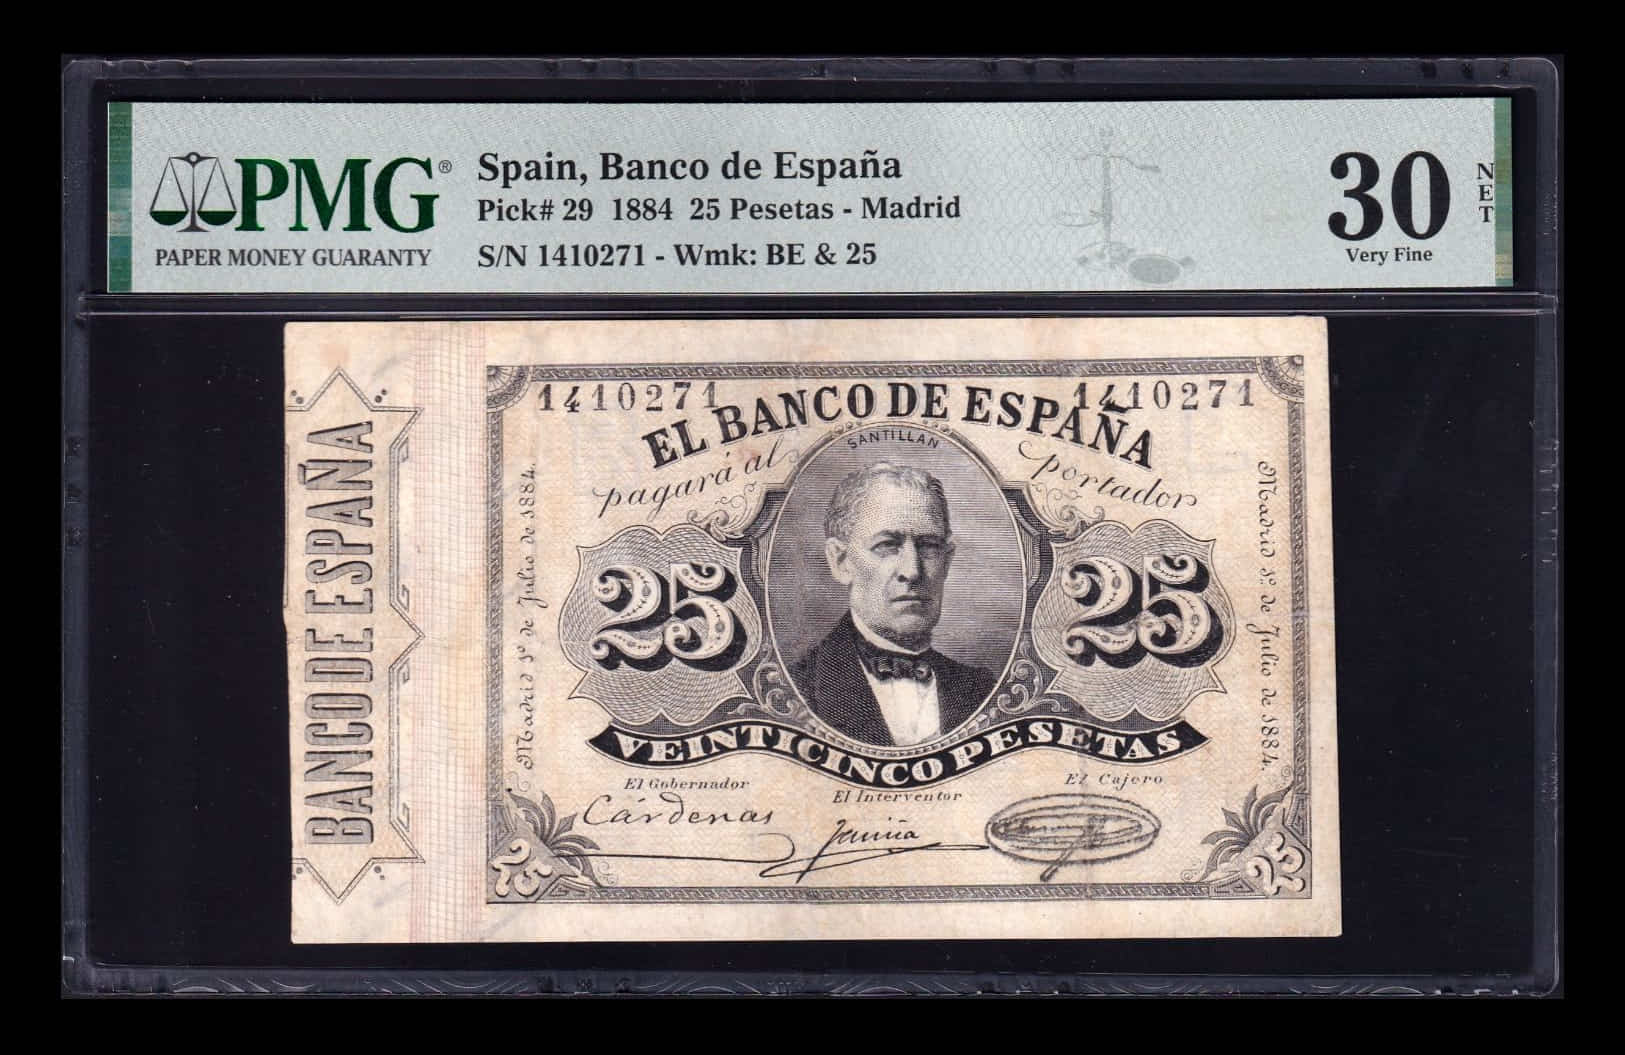 PMG®
PAPER MONEY GUARANTY
Spain, Banco de España
Pick# 29 1884 25 Pesetas - Madrid
S/N 1410271 - Wmk: BE & 25
30
NET
Very Fine
BANCO DE ESPAÑA
1410271
1410271
EL BANCO DE ESPAÑA
SANTILLAN
pagará al
portador
Madrid 1º de Julio de 1884.
Madrid 1º de Julio de 1884.
25
25
VEINTICINCO PESETAS
El Gobernador
El Interventor
El Cajero
Cárdenas
25
25